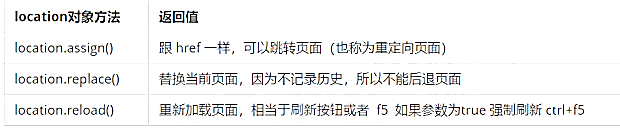 location对象方法 返回值
location.assign() 跟 href 一样，可以跳转页面（也称为重定向页面）
location.replace() 替换当前页面，因为不记录历史，所以不能后退页面
location.reload() 重新加载页面，相当于刷新按钮或者 f5 如果参数为true 强制刷新 ctrl+f5